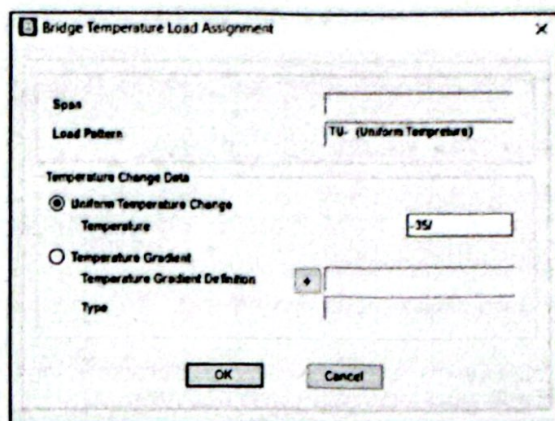 Bridge Temperature Load Assignment
Span
Load Pattern
TU- (Uniform Tempreture)
Temperature Change Data
Uniform Temperature Change
Temperature
-35/
Temperature Gradient
Temperature Gradient Definition
+
Type
OK
Cancel